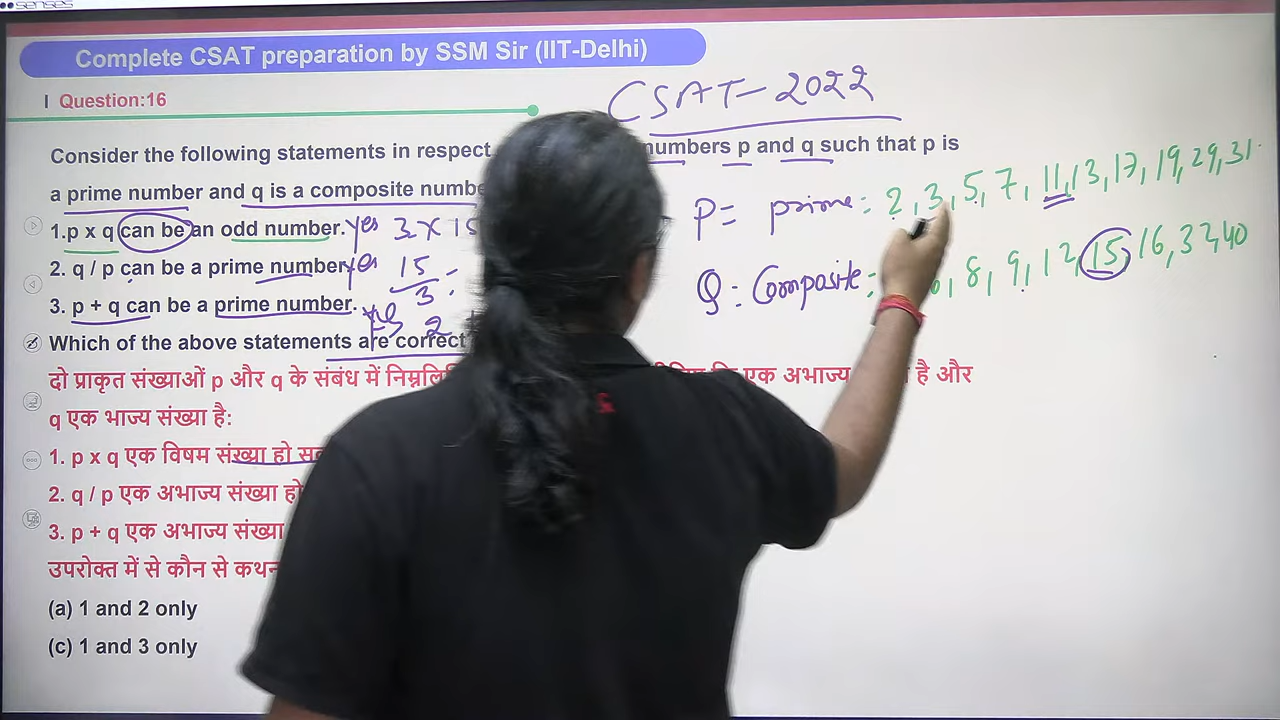 senses
Complete CSAT preparation by SSM Sir (IIT-Delhi)
Question:16
CSAT-2022
Consider the following statements in respect numbers p and q such that p is
a prime number and q is a composite
1.p x q can be an odd number. yes 3 x 15
2. q / p can be a prime number yes 15/3
3. p + q can be a prime number. yes 2
Which of the above statements are correct
P = prime: 2, 3, 5, 7, 11, 13, 17, 19, 29, 31
Q: Composite: 8, 9, 12, 15, 16, 32, 40
दो प्राकृत संख्याओं p और q के संबंध में एक अभाज्य है और
q एक भाज्य संख्या है:
1. p x q एक विषम संख्या हो
2. q / p एक अभाज्य संख्या हो
3. p + q एक अभाज्य संख्या
उपरोक्त में से कौन से
(a) 1 and 2 only
(c) 1 and 3 only